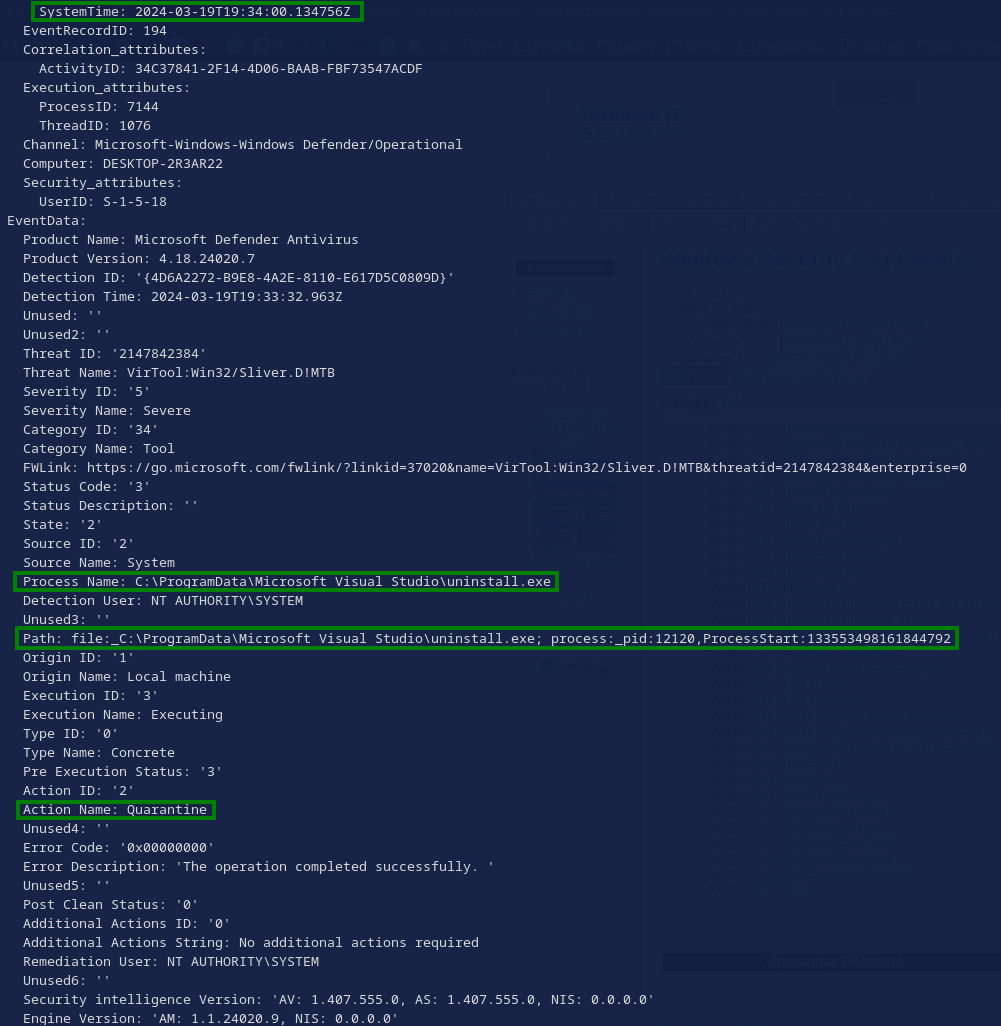 SystemTime: 2024-03-19T19:34:00.134756Z
EventRecordID: 194
Correlation_attributes:
ActivityID: 34C37841-2F14-4D06-BAAB-FBF73547ACDF
Execution_attributes:
ProcessID: 7144
ThreadID: 1076
Channel: Microsoft-Windows-Windows Defender/Operational
Computer: DESKTOP-2R3AR22
Security_attributes:
UserID: S-1-5-18
EventData:
Product Name: Microsoft Defender Antivirus
Product Version: 4.18.24020.7
Detection ID: '{4D6A2272-B9E8-4A2E-8110-E617D5C0809D}'
Detection Time: 2024-03-19T19:33:32.963Z
Unused: ''
Unused2: ''
Threat ID: '2147842384'
Threat Name: VirTool:Win32/Sliver.D!MTB
Severity ID: '5'
Severity Name: Severe
Category ID: '34'
Category Name: Tool
FWLink: https://go.microsoft.com/fwlink/?linkid=37020&name=VirTool:Win32/Sliver.D!MTB&threatid=2147842384&enterprise=0
Status Code: '3'
Status Description: ''
State: '2'
Source ID: '2'
Source Name: System
Process Name: C:\ProgramData\Microsoft Visual Studio\uninstall.exe
Detection User: NT AUTHORITY\SYSTEM
Unused3: ''
Path: file:_C:\ProgramData\Microsoft Visual Studio\uninstall.exe; process:_pid:12120,ProcessStart:133553498161844792
Origin ID: '1'
Origin Name: Local machine
Execution ID: '3'
Execution Name: Executing
Type ID: '0'
Type Name: Concrete
Pre Execution Status: '3'
Action ID: '2'
Action Name: Quarantine
Unused4: ''
Error Code: '0x00000000'
Error Description: 'The operation completed successfully. '
Unused5: ''
Post Clean Status: '0'
Additional Actions ID: '0'
Additional Actions String: No additional actions required
Remediation User: NT AUTHORITY\SYSTEM
Unused6: ''
Security intelligence Version: 'AV: 1.407.555.0, AS: 1.407.555.0, NIS: 0.0.0.0'
Engine Version: 'AM: 1.1.24020.9, NIS: 0.0.0.0'
Ultimate IT
SECURITY
Windows Security Log Events
Upcoming Webinars